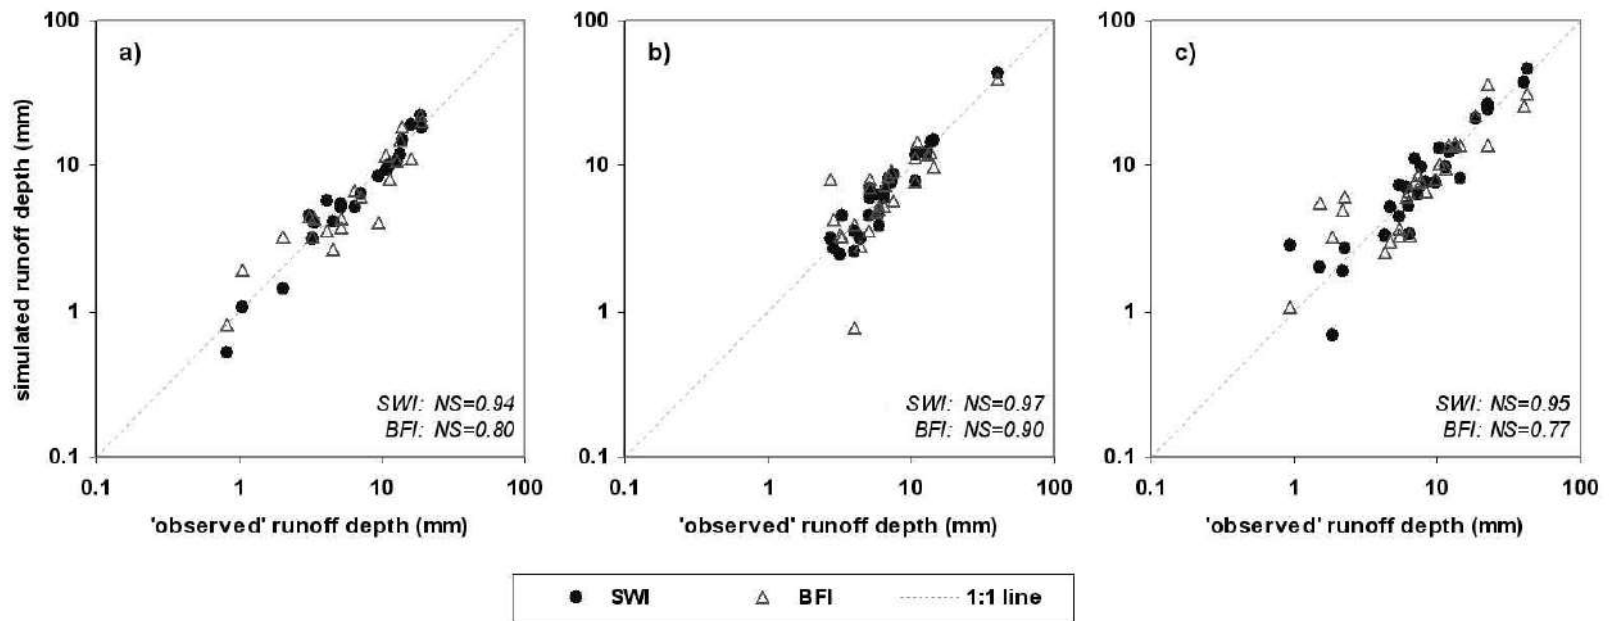 100
10
1
0.1
simulated runoff depth (mm)
a)
SWI: NS=0.94
BFI: NS=0.80
0.1 1 10 100
'observed' runoff depth (mm)
100
10
1
0.1
b)
SWI: NS=0.97
BFI: NS=0.90
0.1 1 10 100
'observed' runoff depth (mm)
100
10
1
0.1
c)
SWI: NS=0.95
BFI: NS=0.77
0.1 1 10 100
'observed' runoff depth (mm)
SWI BFI 1:1 line